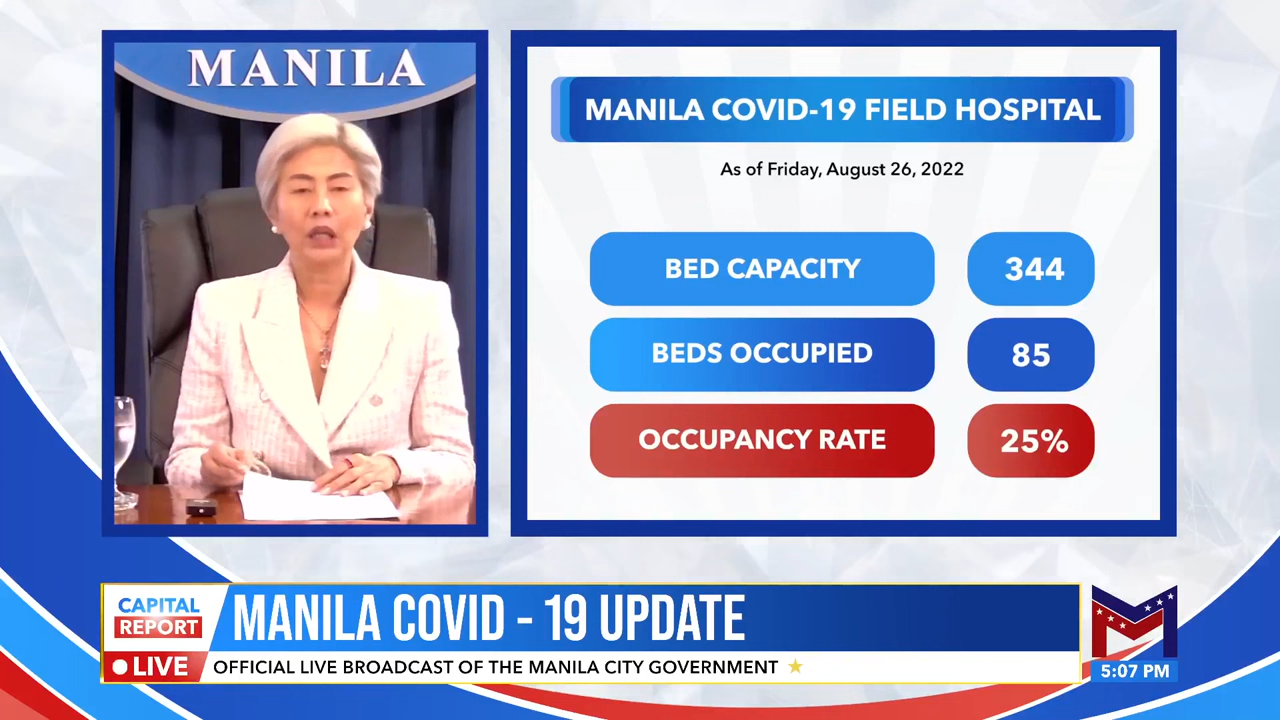 MANILA
MANILA COVID-19 FIELD HOSPITAL
As of Friday, August 26, 2022
BED CAPACITY 344
BEDS OCCUPIED 85
OCCUPANCY RATE 25%
CAPITAL
REPORT
MANILA COVID - 19 UPDATE
LIVE
OFFICIAL LIVE BROADCAST OF THE MANILA CITY GOVERNMENT
M
5:07 PM